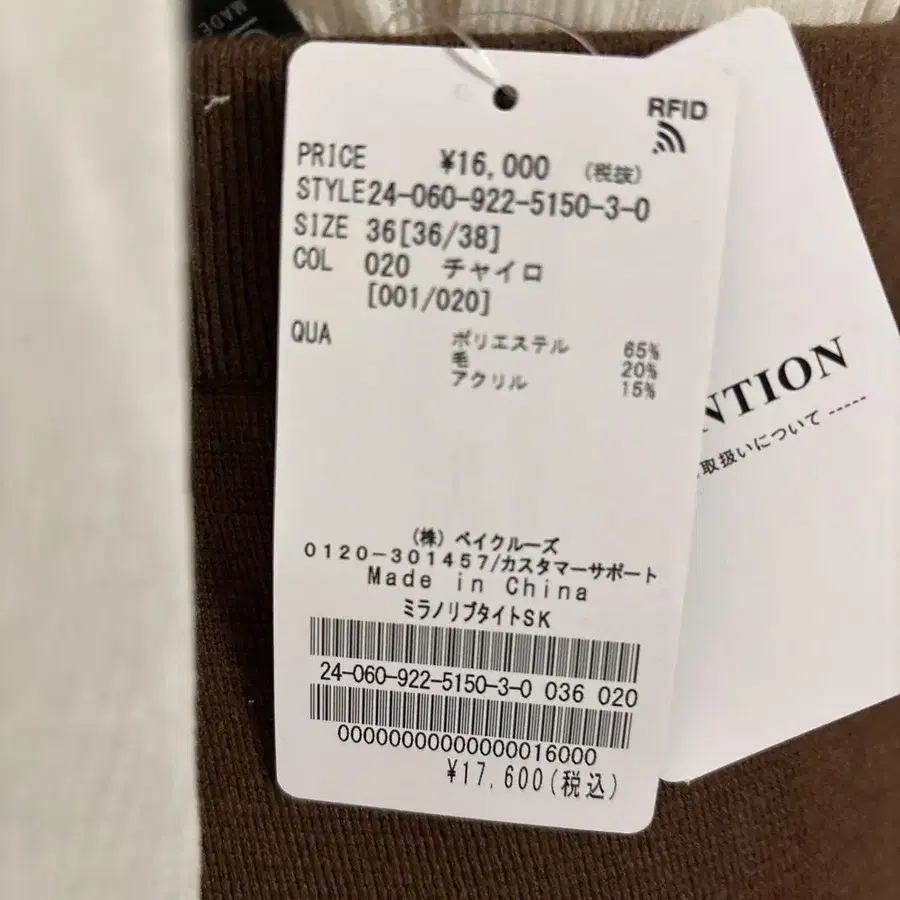 MADE
RFID
PRICE ¥16,000 (税抜)
STYLE24-060-922-5150-3-0
SIZE 36[36/38]
COL 020 チャイロ
[001/020]
QUA ポリエステル 65%
毛 20%
アクリル 15%
(株) ベイクルーズ
0120-301457/カスタマーサポート
Made in China
ミラノリブタイトSK
24-060-922-5150-3-0 036 020
00000000000000016000
¥17,600(税込)
NTION
取扱いについて -----